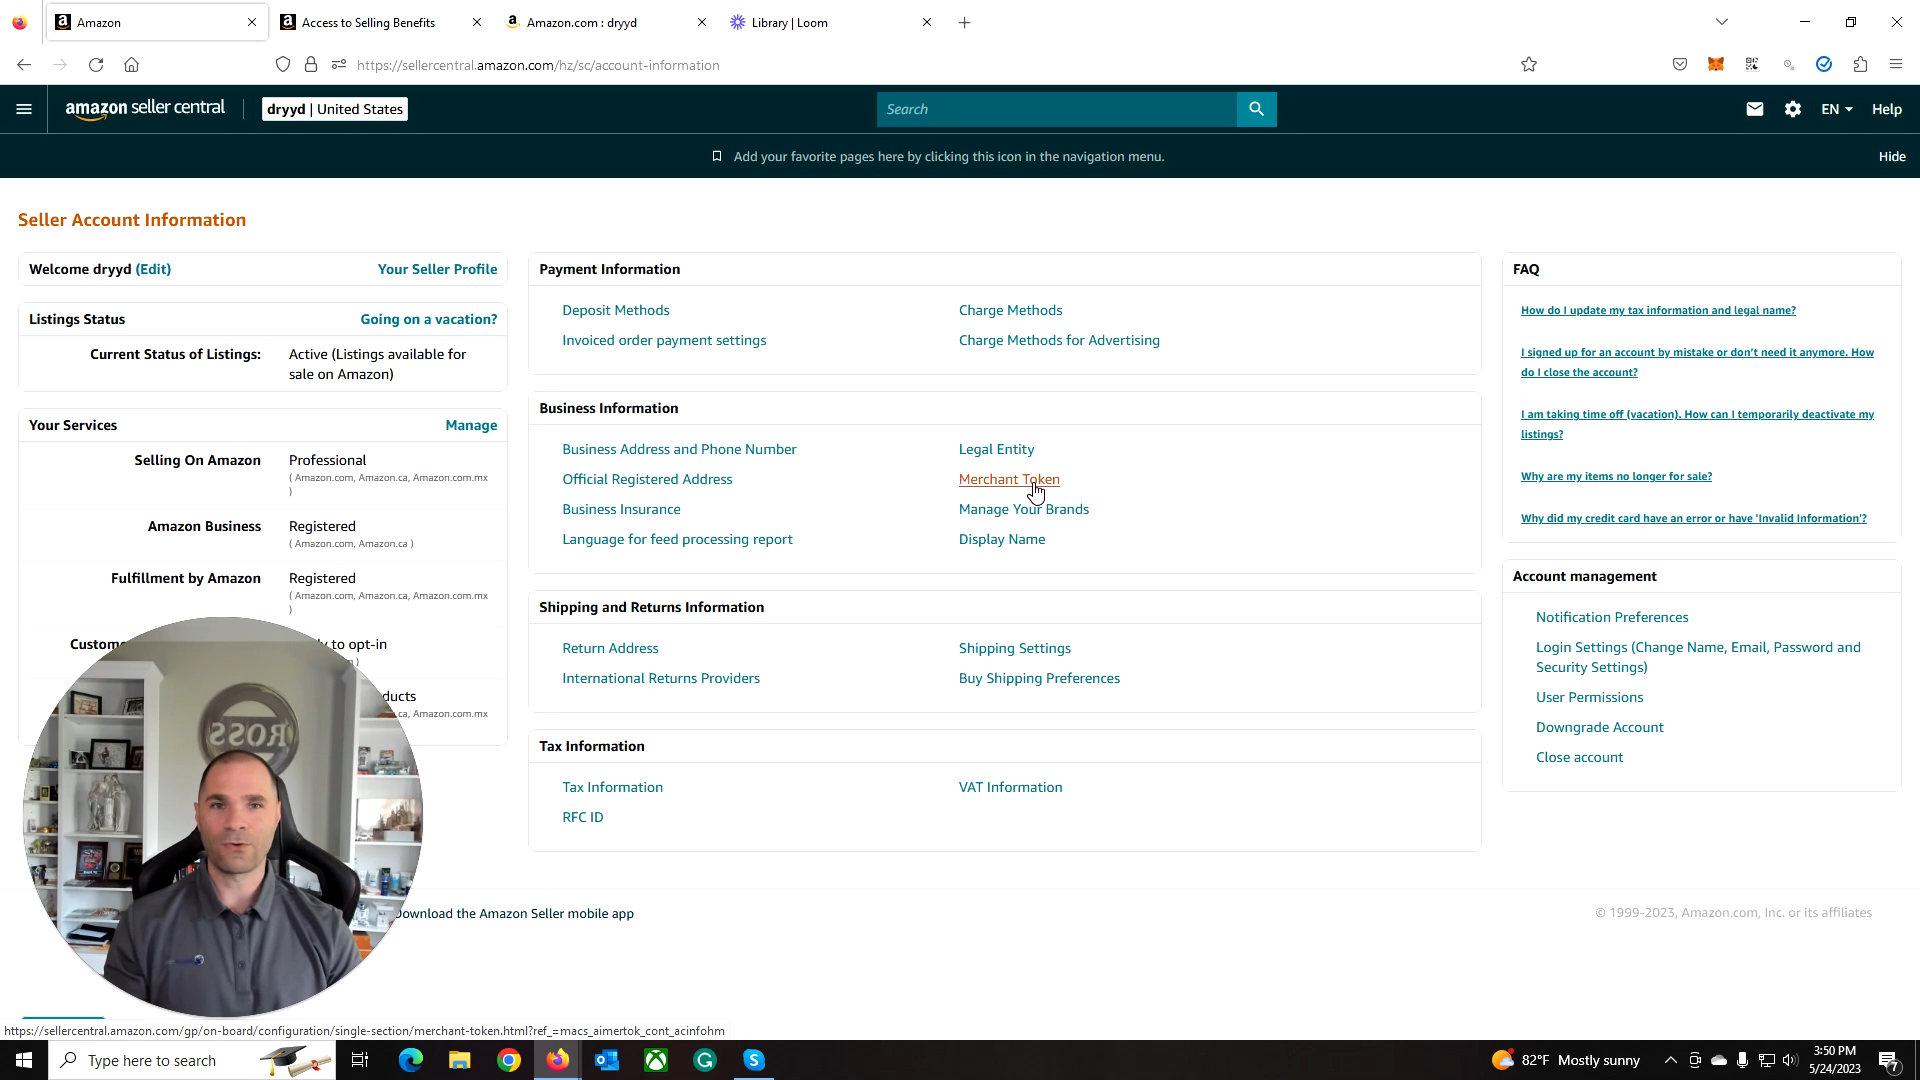 Amazon
Access to Selling Benefits
Amazon.com : dryyd
Library | Loom
https://sellercentral.amazon.com/hz/sc/account-information
amazon seller central
dryyd | United States
Search
EN
Help
Add your favorite pages here by clicking this icon in the navigation menu.
Hide
Seller Account Information
Welcome dryyd (Edit)
Your Seller Profile
Listings Status
Going on a vacation?
Current Status of Listings:
Active (Listings available for
sale on Amazon)
Your Services
Manage
Selling On Amazon
Professional
( Amazon.com, Amazon.ca, Amazon.com.mx
)
Amazon Business
Registered
( Amazon.com, Amazon.ca )
Fulfillment by Amazon
Registered
( Amazon.com, Amazon.ca, Amazon.com.mx
)
to opt-in
)
ca, Amazon.com.mx
ROSS
Payment Information
Deposit Methods
Charge Methods
Invoiced order payment settings
Charge Methods for Advertising
Business Information
Business Address and Phone Number
Legal Entity
Official Registered Address
Merchant Token
Business Insurance
Manage Your Brands
Language for feed processing report
Display Name
Shipping and Returns Information
Return Address
Shipping Settings
International Returns Providers
Buy Shipping Preferences
Tax Information
Tax Information
VAT Information
RFC ID
FAQ
How do I update my tax information and legal name?
I signed up for an account by mistake or don't need it anymore. How
do I close the account?
I am taking time off (vacation). How can I temporarily deactivate my
listings?
Why are my items no longer for sale?
Why did my credit card have an error or have 'Invalid Information'?
Account management
Notification Preferences
Login Settings (Change Name, Email, Password and
Security Settings)
User Permissions
Downgrade Account
Close account
Download the Amazon Seller mobile app
© 1999-2023, Amazon.com, Inc. or its affiliates
https://sellercentral.amazon.com/gp/on-board/configuration/single-section/merchant-token.html?ref_=macs_aimertok_cont_acinfohm
Type here to search
82°F Mostly sunny
3:50 PM
5/24/2023
7